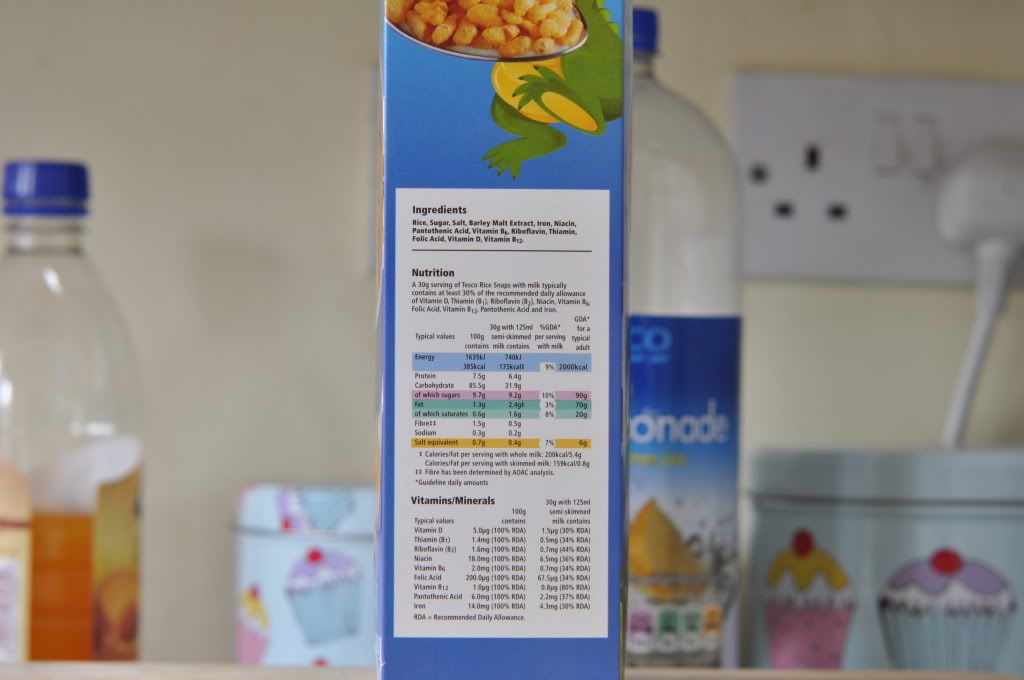 Ingredients
Rice, Sugar, Salt, Barley Malt Extract, Iron, Niacin,
Pantothenic Acid, Vitamin B6, Riboflavin, Thiamin,
Folic Acid, Vitamin D, Vitamin B12.
Nutrition
A 30g serving of Tesco Rice Snaps with milk typically
contains at least 30% of the recommended daily allowance
of Vitamin D, Thiamin (B1), Riboflavin (B2), Niacin, Vitamin B6,
Folic Acid, Vitamin B12, Pantothenic Acid and Iron.
GDA*
30g with 125ml %GDA* for a
Typical values 100g semi-skimmed per serving typical
contains milk contains with milk adult
Energy 1635kJ 740kJ
385kcal 175kcal‡ 9% 2000kcal
Protein 7.5g 6.4g
Carbohydrate 85.5g 31.9g
of which sugars 9.7g 9.2g 10% 90g
Fat 1.3g 2.4g‡ 3% 70g
of which saturates 0.6g 1.6g 8% 20g
Fibre‡‡ 1.5g 0.5g
Sodium 0.3g 0.2g
Salt equivalent 0.7g 0.4g 7% 6g
‡ Calories/Fat per serving with whole milk: 200kcal/5.4g
Calories/Fat per serving with skimmed milk: 159kcal/0.8g
‡‡ Fibre has been determined by AOAC analysis.
*Guideline daily amounts
Vitamins/Minerals 30g with 125ml
100g semi-skimmed
Typical values contains milk contains
Vitamin D 5.0µg (100% RDA) 1.5µg (30% RDA)
Thiamin (B1) 1.4mg (100% RDA) 0.5mg (34% RDA)
Riboflavin (B2) 1.6mg (100% RDA) 0.7mg (44% RDA)
Niacin 18.0mg (100% RDA) 6.5mg (36% RDA)
Vitamin B6 2.0mg (100% RDA) 0.7mg (34% RDA)
Folic Acid 200.0µg (100% RDA) 67.5µg (34% RDA)
Vitamin B12 1.0µg (100% RDA) 0.8µg (80% RDA)
Pantothenic Acid 6.0mg (100% RDA) 2.2mg (37% RDA)
Iron 14.0mg (100% RDA) 4.3mg (30% RDA)
RDA = Recommended Daily Allowance.
CO
onade